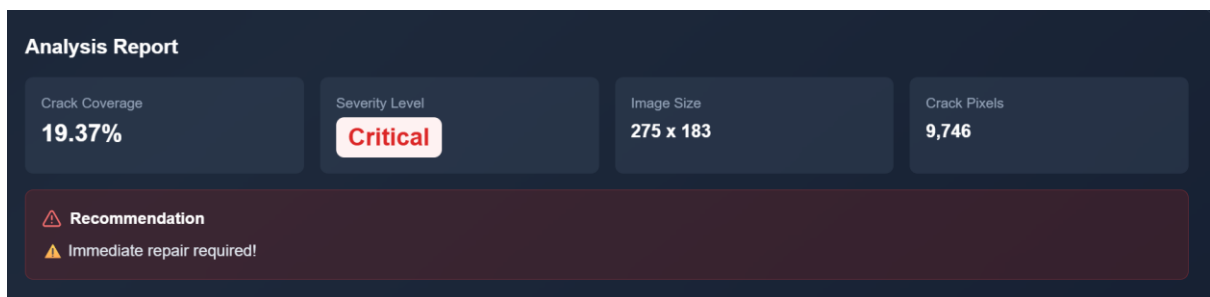 Analysis Report
Crack Coverage
19.37%
Severity Level
Critical
Image Size
275 x 183
Crack Pixels
9,746
Recommendation
Immediate repair required!